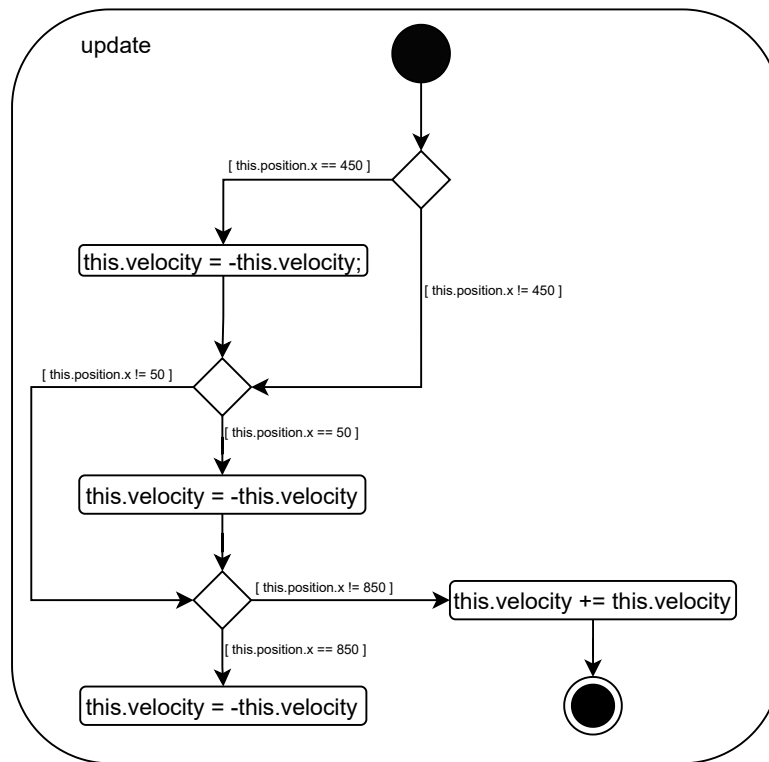 update
[ this.position.x == 450 ]
this.velocity = -this.velocity;
[ this.position.x != 450 ]
[ this.position.x != 50 ]
[ this.position.x == 50 ]
this.velocity = -this.velocity
[ this.position.x != 850 ]
this.velocity += this.velocity
[ this.position.x == 850 ]
this.velocity = -this.velocity